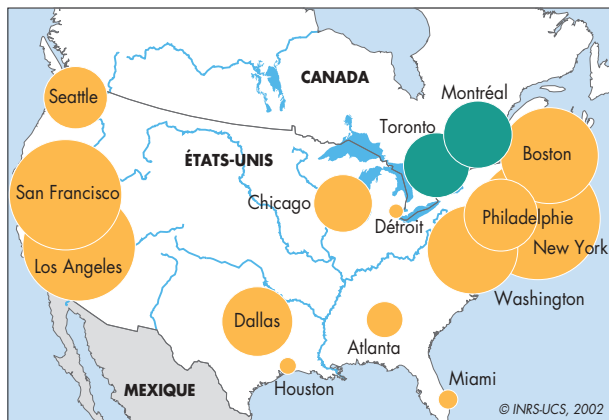 CANADA
Seattle
Montréal
Toronto
Boston
ÉTATS-UNIS
San Francisco
Chicago
Détroit
Philadelphie
New York
Los Angeles
Washington
Dallas
Atlanta
Houston
Miami
MEXIQUE
© INRS-UCS, 2002